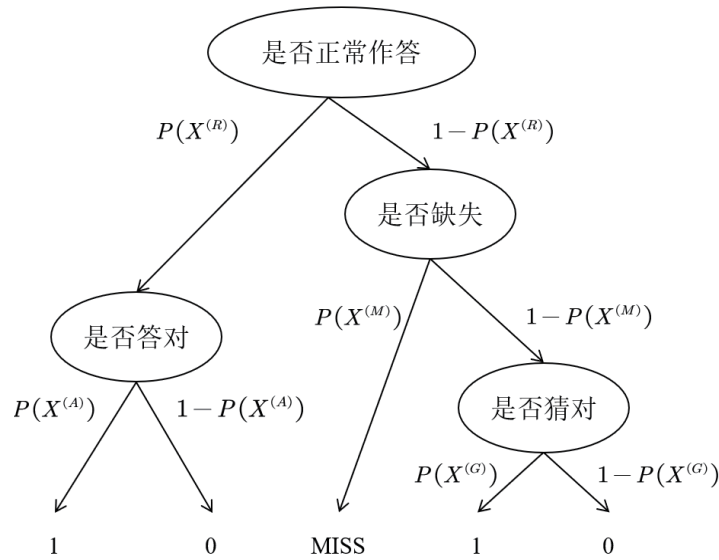 是否正常作答
P(X^{(R)})
1−P(X^{(R)})
是否缺失
P(X^{(M)})
1−P(X^{(M)})
是否答对
P(X^{(A)})
1−P(X^{(A)})
是否猜对
P(X^{(G)})
1−P(X^{(G)})
1 0 MISS 1 0